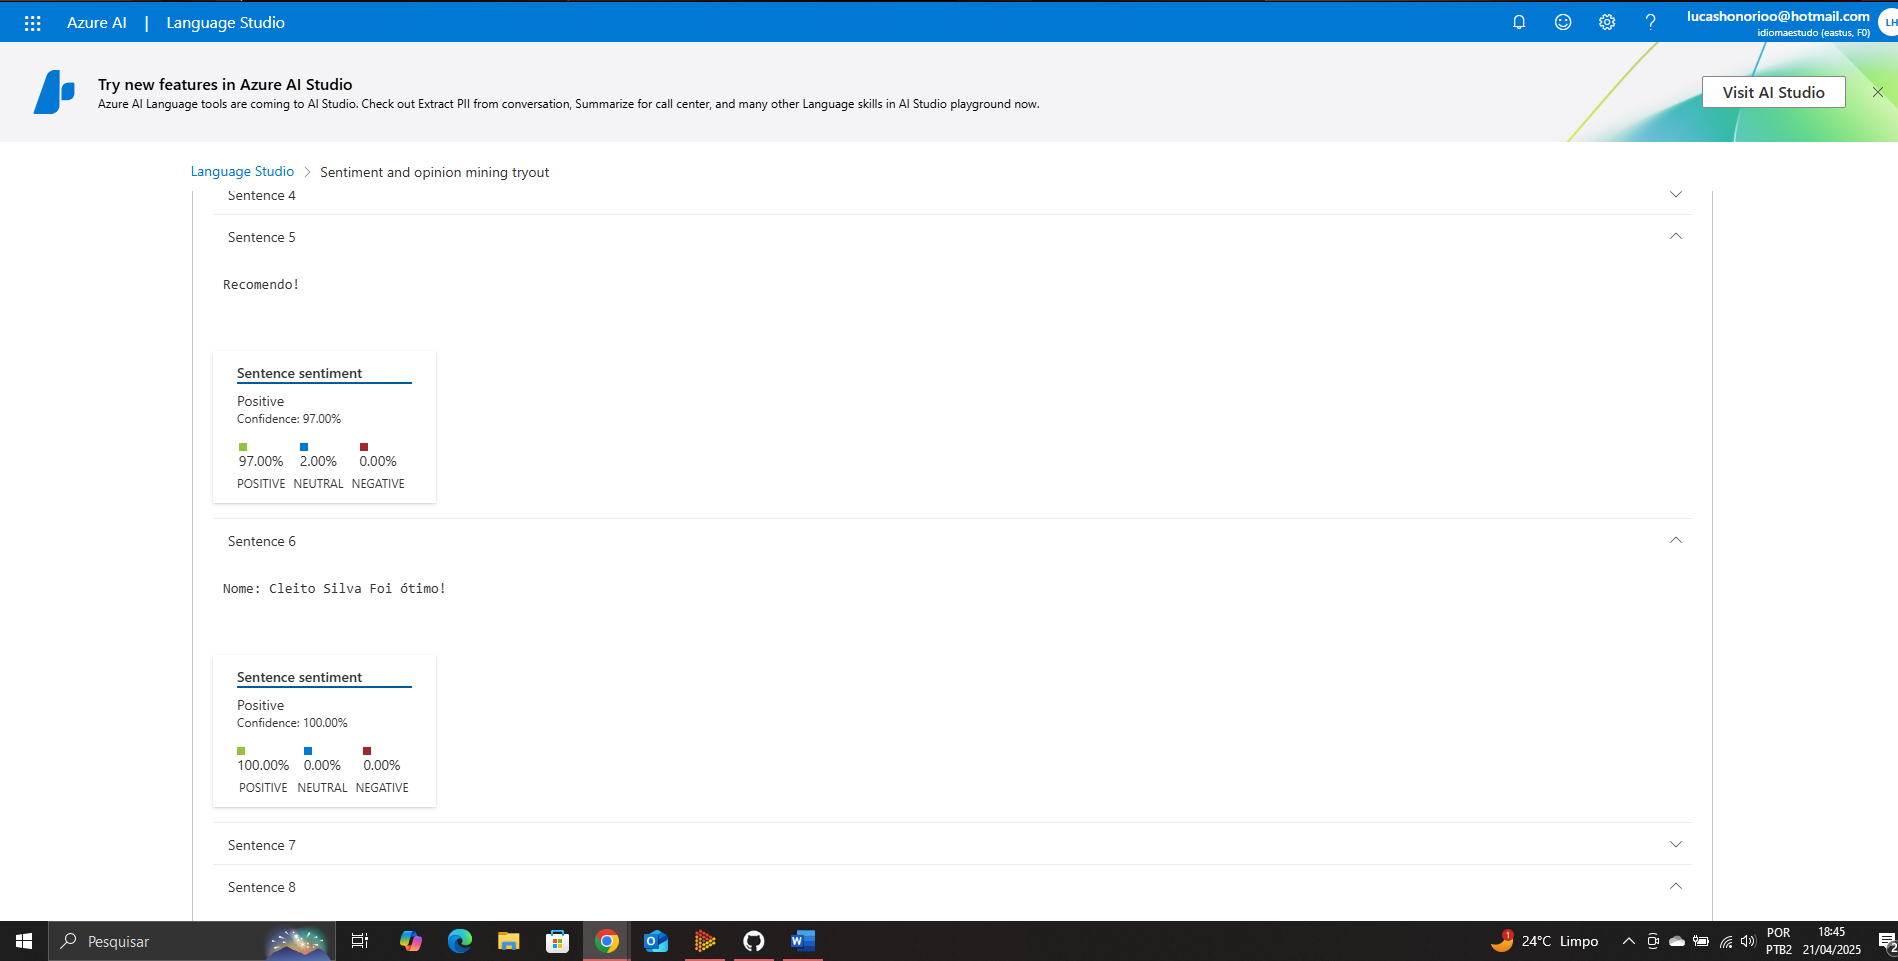 Azure AI | Language Studio
lucashonorioo@hotmail.com
idiomaestudo (eastus, F0)
LH
Try new features in Azure AI Studio
Azure AI Language tools are coming to AI Studio. Check out Extract PII from conversation, Summarize for call center, and many other Language skills in AI Studio playground now.
Visit AI Studio
Language Studio > Sentiment and opinion mining tryout
Sentence 4
Sentence 5
Recomendo!
Sentence sentiment
Positive
Confidence: 97.00%
97.00% 2.00% 0.00%
POSITIVE NEUTRAL NEGATIVE
Sentence 6
Nome: Cleito Silva Foi ótimo!
Sentence sentiment
Positive
Confidence: 100.00%
100.00% 0.00% 0.00%
POSITIVE NEUTRAL NEGATIVE
Sentence 7
Sentence 8
Pesquisar
1
24°C Limpo
POR
PTB2
18:45
21/04/2025
2